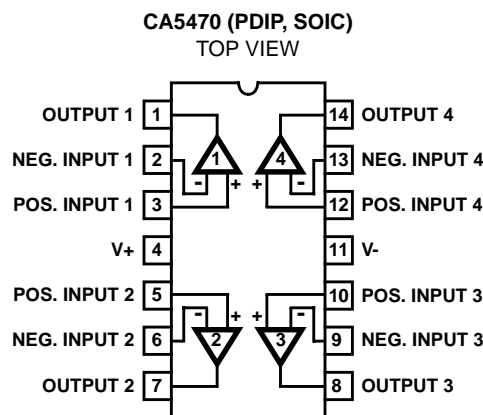 CA5470 (PDIP, SOIC)
TOP VIEW
OUTPUT 1 1 14 OUTPUT 4
NEG. INPUT 1 2 1 4 13 NEG. INPUT 4
- + + -
POS. INPUT 1 3 12 POS. INPUT 4
V+ 4 11 V-
POS. INPUT 2 5 10 POS. INPUT 3
- + + -
NEG. INPUT 2 6 2 3 9 NEG. INPUT 3
OUTPUT 2 7 8 OUTPUT 3